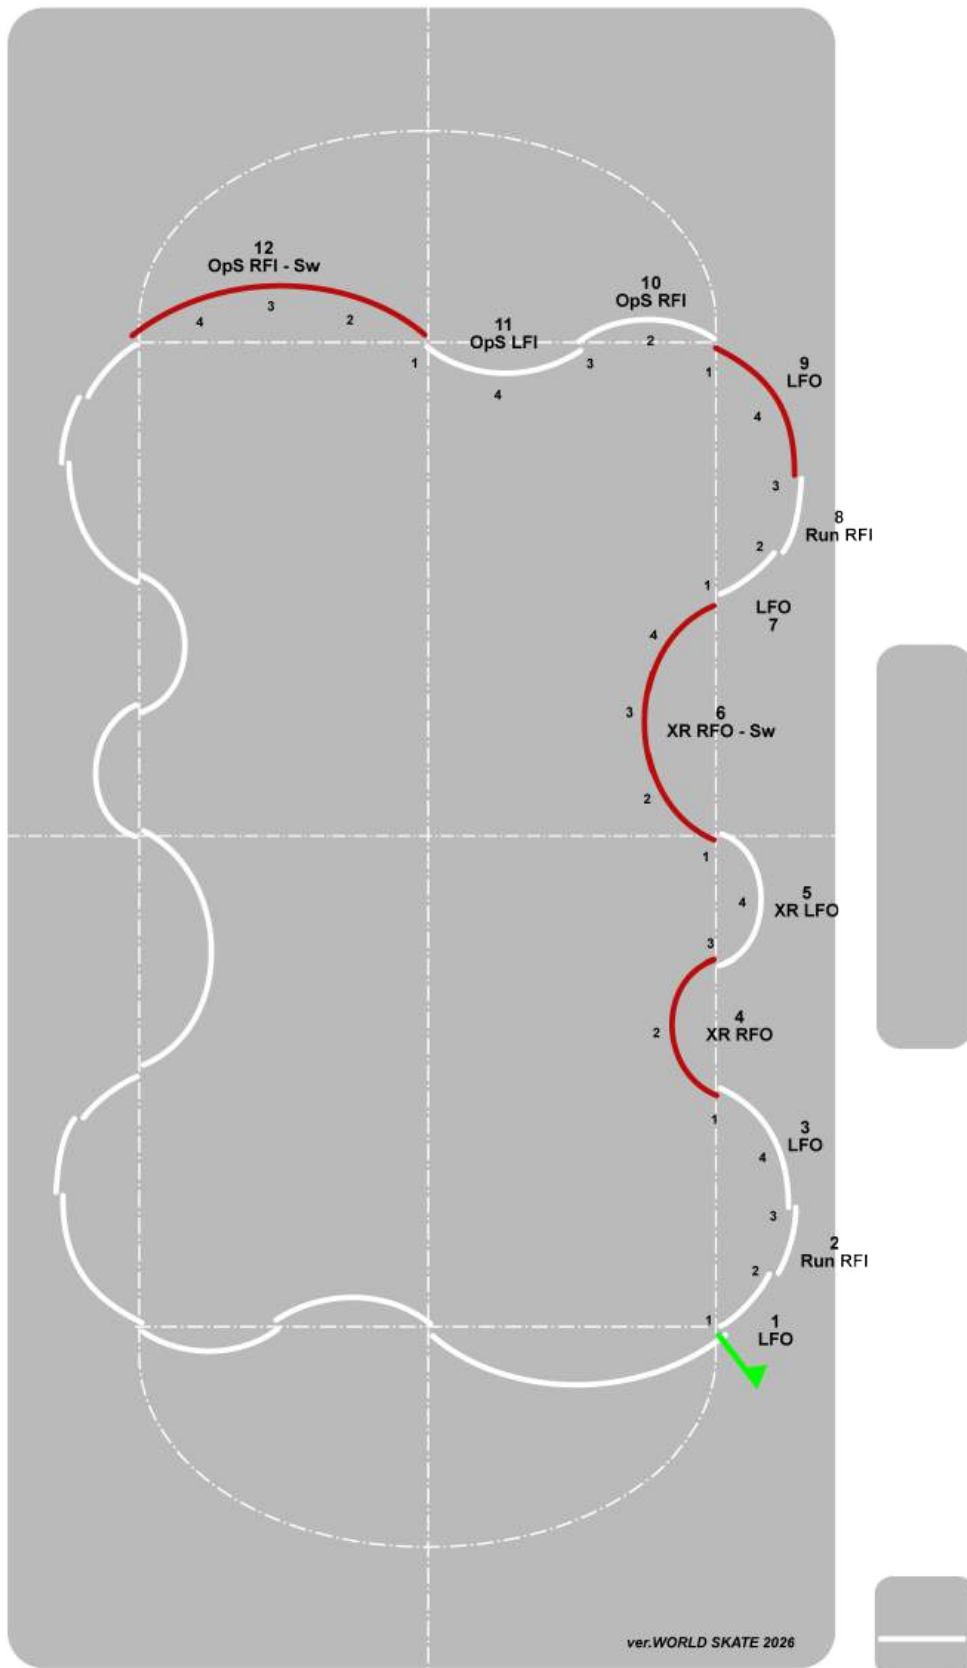 12
OpS RFI - Sw
4
3
2
1
11
OpS LFI
4
3
10
OpS RFI
2
1
9
LFO
4
3
8
Run RFI
2
1
LFO
7
4
3
6
XR RFO - Sw
2
1
5
XR LFO
4
3
4
XR RFO
2
1
3
LFO
4
3
2
Run RFI
2
1
1
LFO
ver.WORLD SKATE 2026